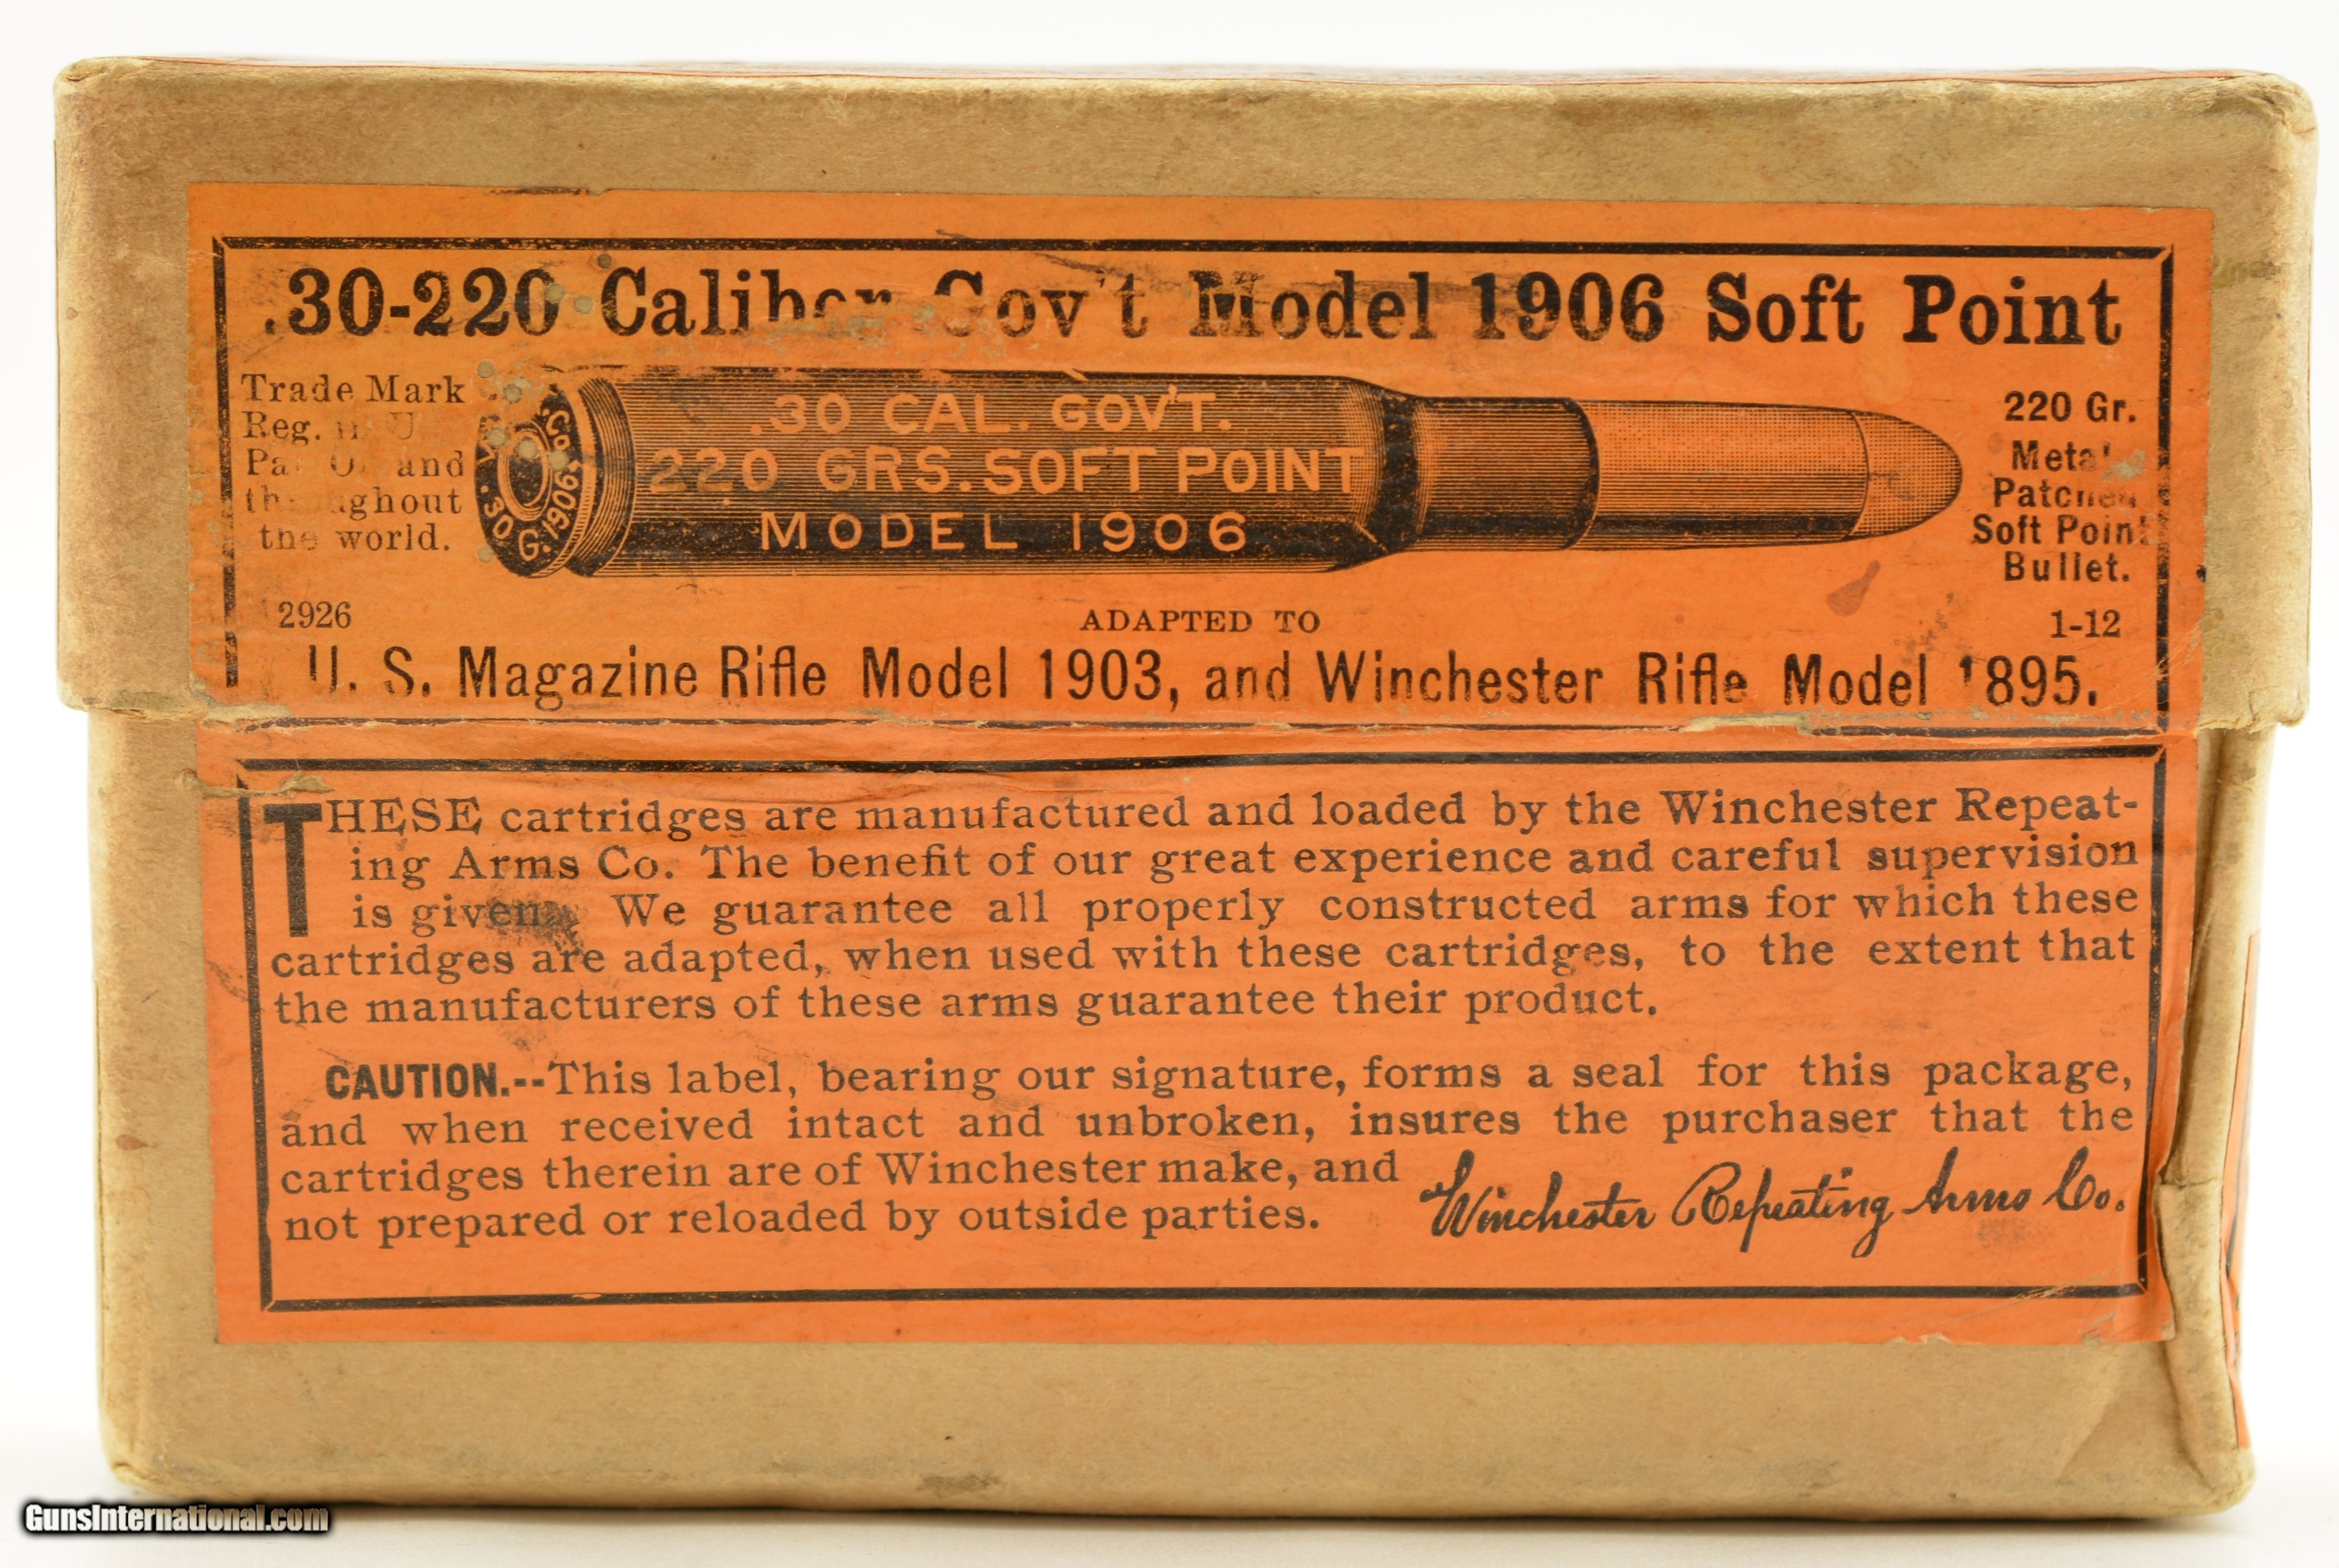 .30-220 Caliber Gov't Model 1906 Soft Point
Trade Mark
Reg. in U.
Pat. Of. and
throughout
the world.
.30 G. 1906.
.30 CAL. GOV'T.
220 GRS. SOFT POINT
MODEL 1906
220 Gr.
Metal
Patched
Soft Point
Bullet.
2926
ADAPTED TO
1-12
U. S. Magazine Rifle Model 1903, and Winchester Rifle Model 1895.
THESE cartridges are manufactured and loaded by the Winchester Repeat-
ing Arms Co. The benefit of our great experience and careful supervision
is given. We guarantee all properly constructed arms for which these
cartridges are adapted, when used with these cartridges, to the extent that
the manufacturers of these arms guarantee their product.
CAUTION.--This label, bearing our signature, forms a seal for this package,
and when received intact and unbroken, insures the purchaser that the
cartridges therein are of Winchester make, and
not prepared or reloaded by outside parties.
Winchester Repeating Arms Co.
GunsInternational.com